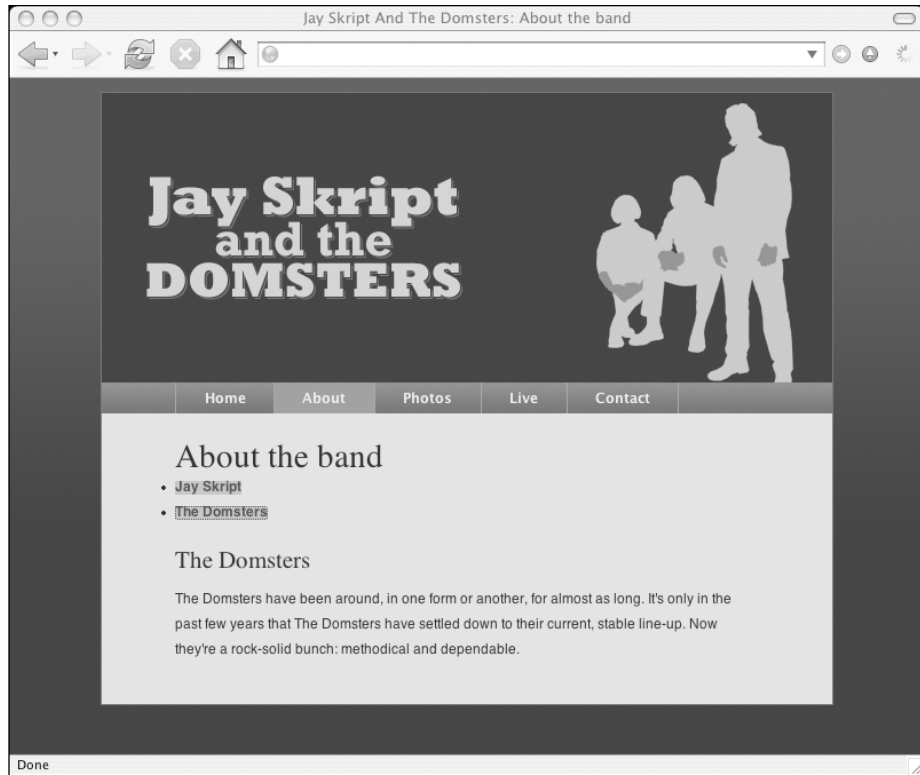 Jay Skript And The Domsters: About the band
Jay Skript
and the
DOMSTERS
Home About Photos Live Contact
About the band
Jay Skript
The Domsters
The Domsters
The Domsters have been around, in one form or another, for almost as long. It's only in the
past few years that The Domsters have settled down to their current, stable line-up. Now
they're a rock-solid bunch: methodical and dependable.
Done